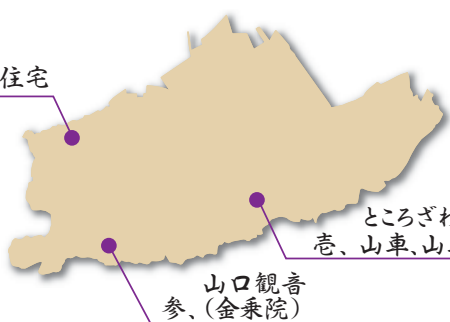 住宅
ところざわ
壱、山車、山
山口観音
参、(金乗院)